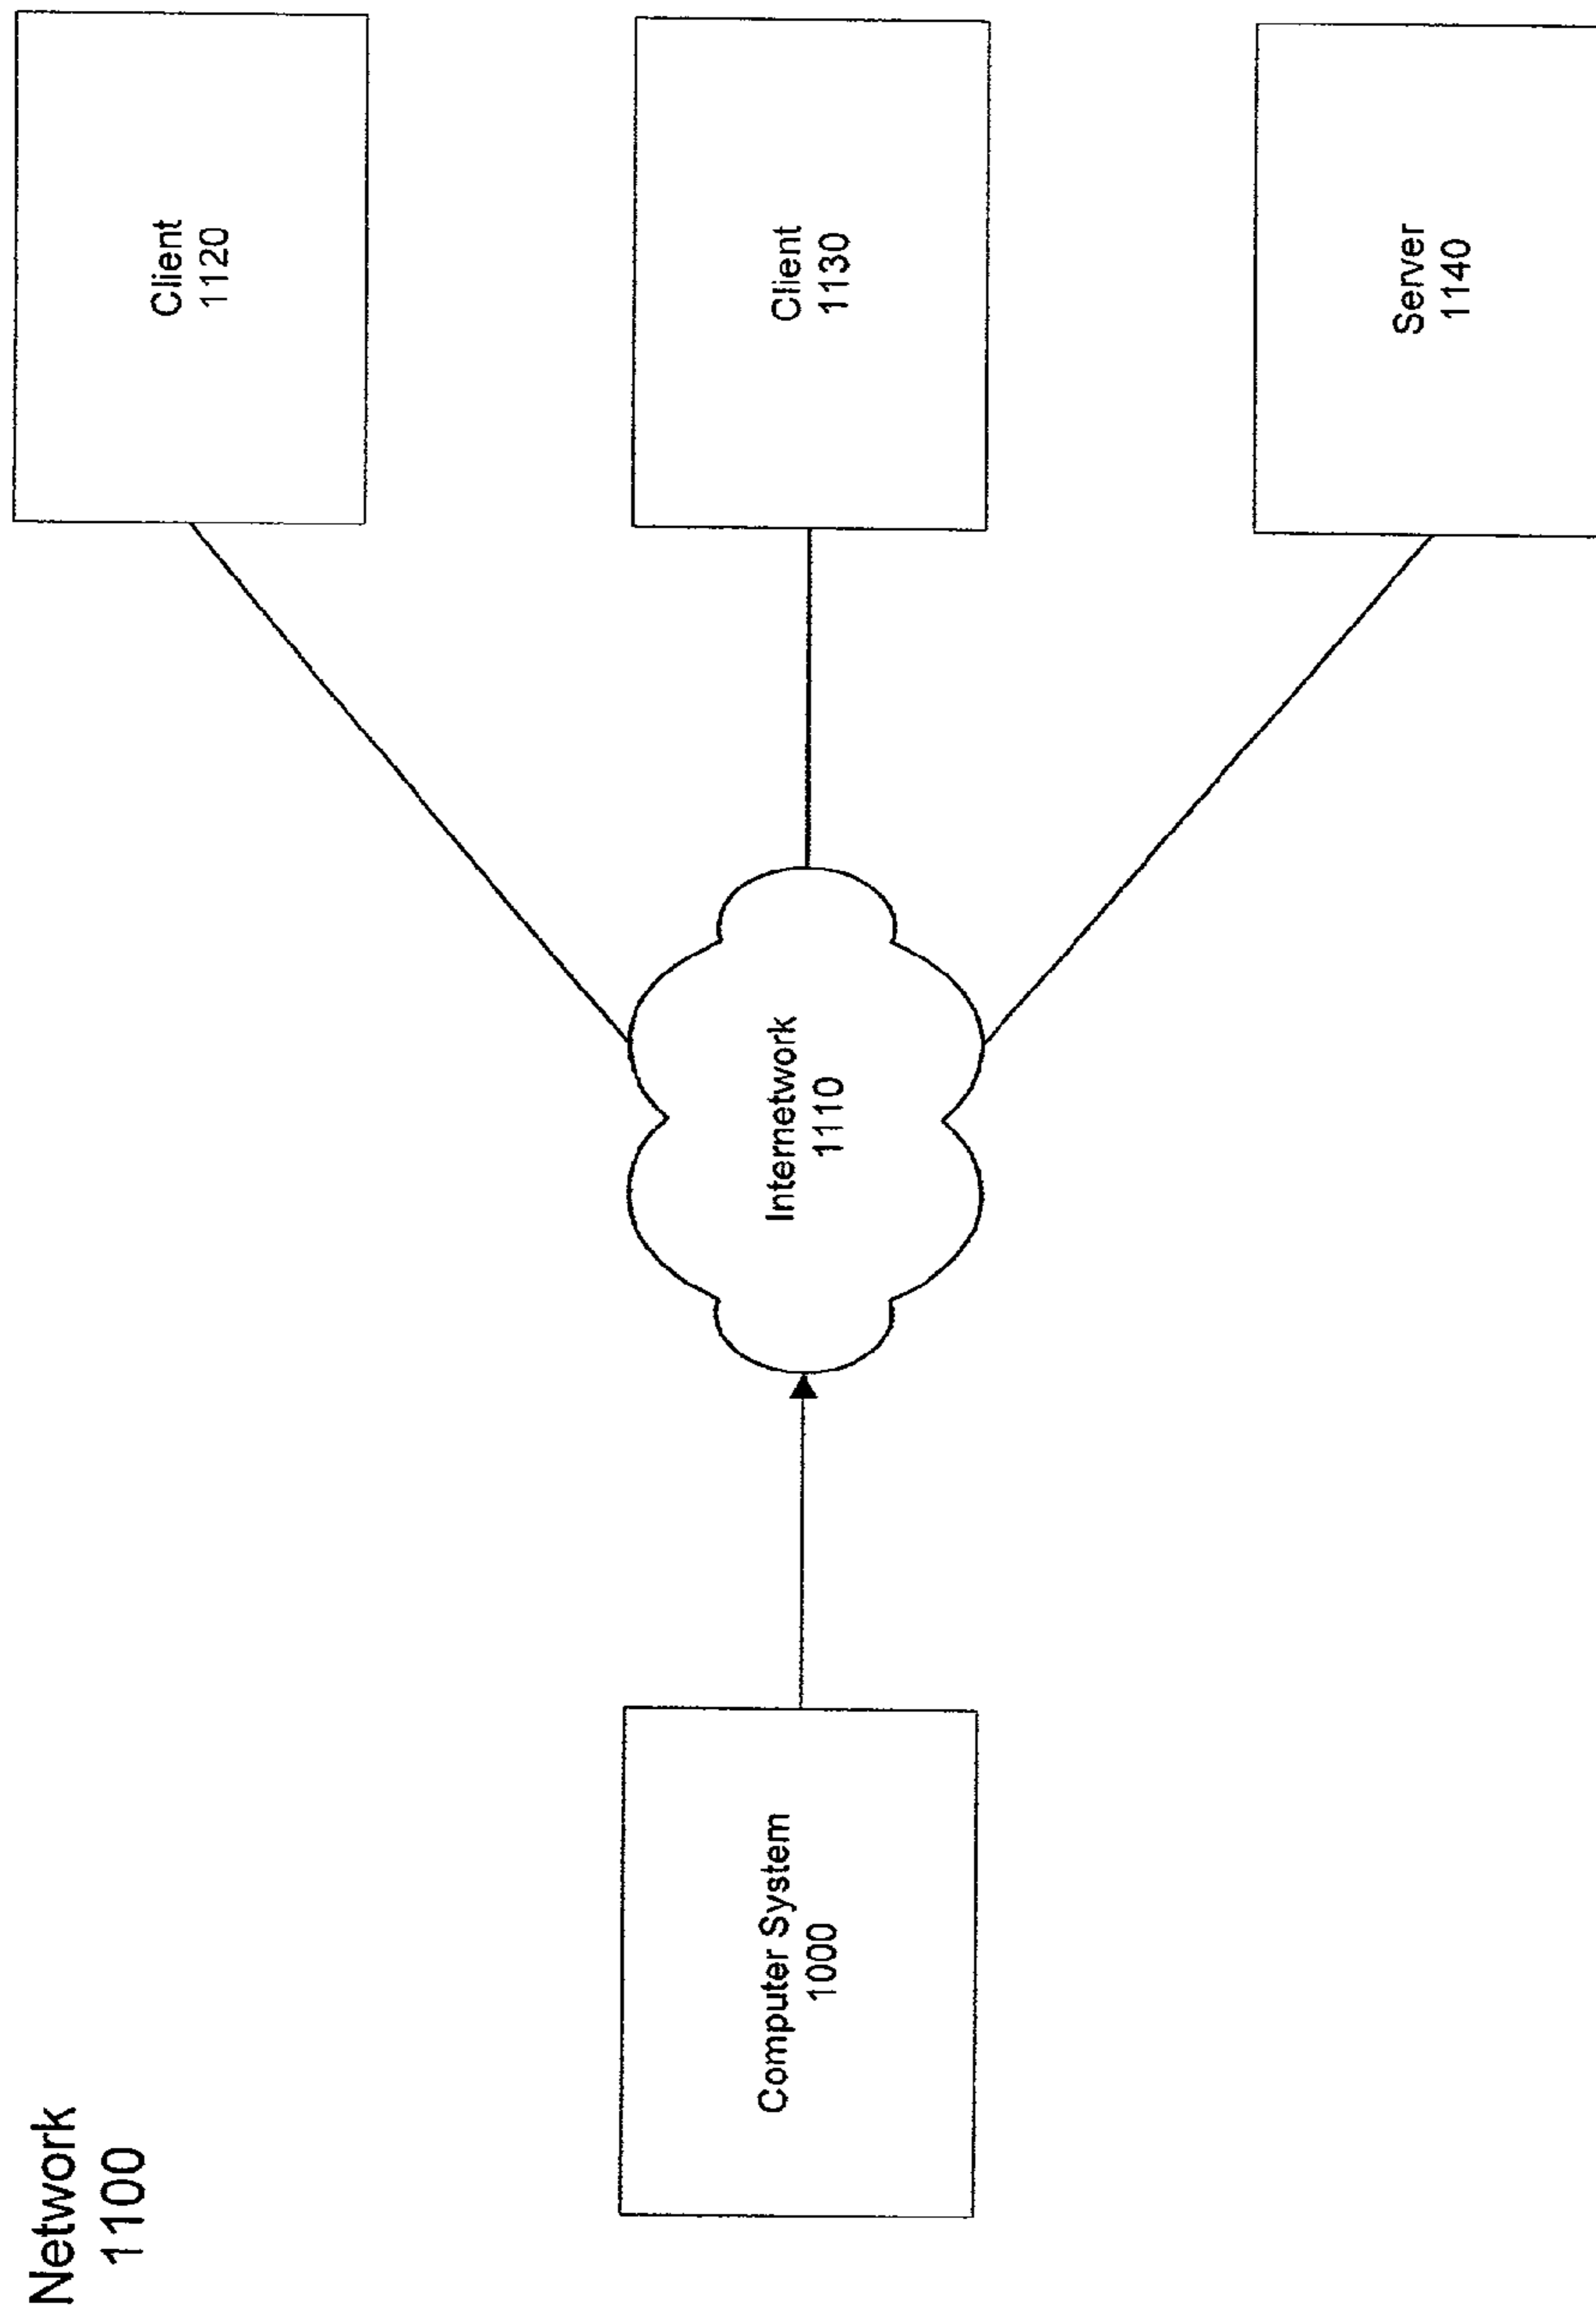 Network
1100
Client
1120
Computer System
1000
Internetwork
1110
Client
1130
Server
1140